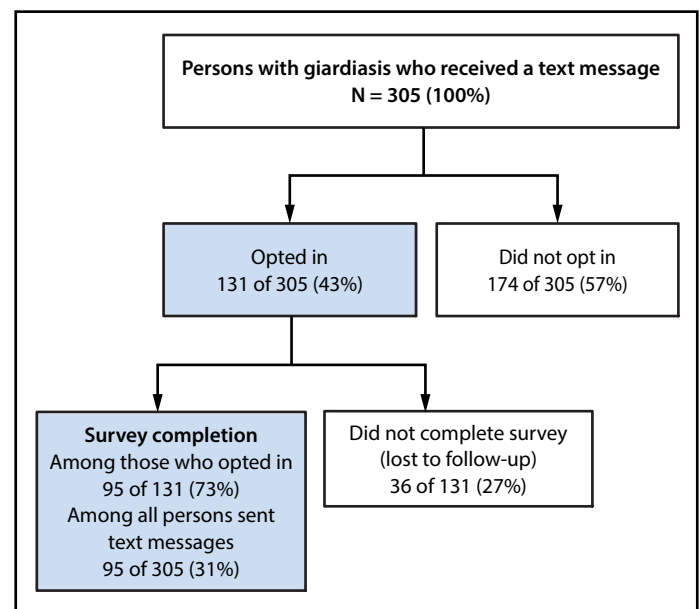 Persons with giardiasis who received a text message
N = 305 (100%)
Opted in
131 of 305 (43%)
Did not opt in
174 of 305 (57%)
Survey completion
Among those who opted in
95 of 131 (73%)
Among all persons sent
text messages
95 of 305 (31%)
Did not complete survey
(lost to follow-up)
36 of 131 (27%)